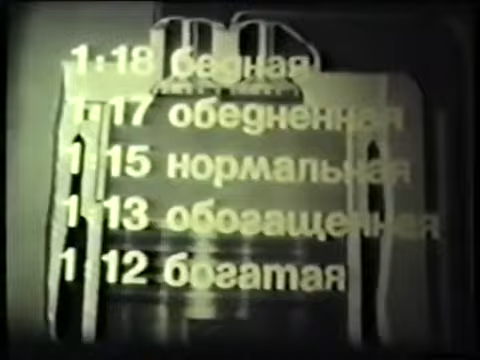 1:18 бедная
1:17 обедненная
1:15 нормальная
1:13 обогащенная
1:12 богатая